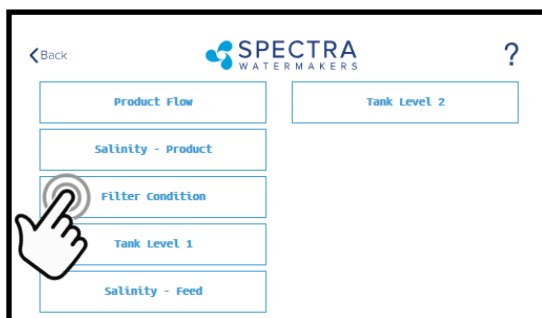 Back
SPECTRA
WATERMAKERS
?
Product Flow
Tank Level 2
Salinity - Product
Filter Condition
Tank Level 1
Salinity - Feed